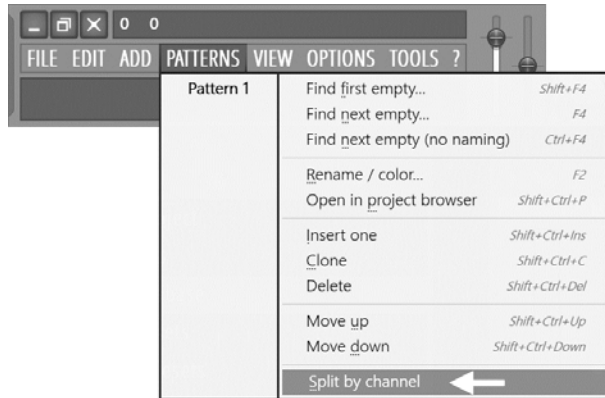 0 0
FILE EDIT ADD PATTERNS VIEW OPTIONS TOOLS ?
Pattern 1
Find first empty... Shift+F4
Find next empty... F4
Find next empty (no naming) Ctrl+F4
Rename / color... F2
Open in project browser Shift+Ctrl+P
Insert one Shift+Ctrl+Ins
Clone Shift+Ctrl+C
Delete Shift+Ctrl+Del
Move up Shift+Ctrl+Up
Move down Shift+Ctrl+Down
Split by channel